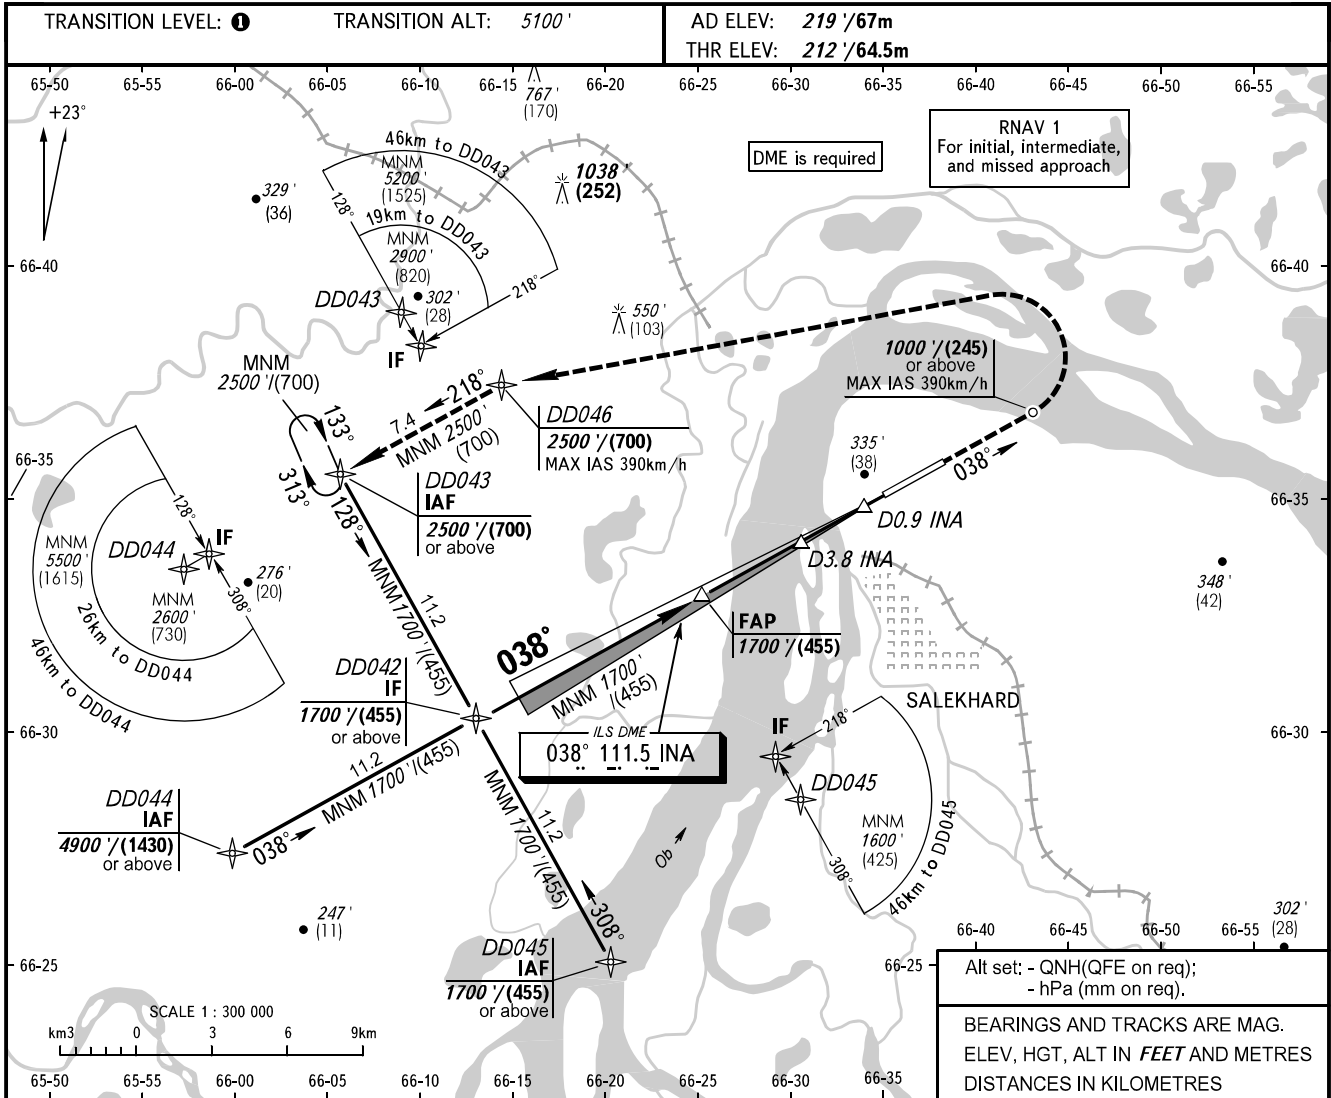 TRANSITION LEVEL: ❶ TRANSITION ALT: 5100 '
AD ELEV: 219 '/67m
THR ELEV: 212 '/64.5m
65-50 65-55 66-00 66-05 66-10 66-15 66-20 66-25 66-30 66-35 66-40 66-45 66-50 66-55
+23°
767 '
(170)
DME is required
RNAV 1
For initial, intermediate,
and missed approach
46km to DD043
MNM
5200 '
(1525)
128°
19km to DD043
MNM
2900 '
(820)
218°
1038 '
(252)
329 '
(36)
66-40
66-40
DD043
302 '
(28)
IF
550 '
(103)
MNM
2500 '/(700)
1000 '/(245)
or above
MAX IAS 390km/h
218°
7.4
MNM 2500 '
(700)
DD046
2500 '/(700)
MAX IAS 390km/h
133°
313°
DD043
IAF
2500 '/(700)
or above
335 '
(38)
038°
66-35
66-35
128°
IF
DD044
MNM
5500 '
(1615)
276 '
(20)
MNM
2600 '
(730)
308°
26km to DD044
46km to DD044
128°
MNM 1700 '/(455)
11.2
D0.9 INA
D3.8 INA
348 '
(42)
FAP
1700 '/(455)
038°
MNM 1700 '
/(455)
DD042
IF
1700 '/(455)
or above
SALEKHARD
66-30
66-30
ILS DME
038° 111.5 INA
IF
218°
DD045
MNM
1600 '
(425)
308°
46km to DD045
11.2
MNM 1700 '/(455)
11.2
MNM 1700 '/(455)
DD044
IAF
4900 '/(1430)
or above
038°
Ob
308°
247 '
(11)
302 '
(28)
DD045
IAF
1700 '/(455)
or above
66-40 66-45 66-50 66-55
66-25
66-25
SCALE 1 : 300 000
km3 0 3 6 9km
Alt set: - QNH(QFE on req);
- hPa (mm on req).
BEARINGS AND TRACKS ARE MAG.
ELEV, HGT, ALT IN FEET AND METRES
DISTANCES IN KILOMETRES
65-50 65-55 66-00 66-05 66-10 66-15 66-20 66-25 66-30 66-35